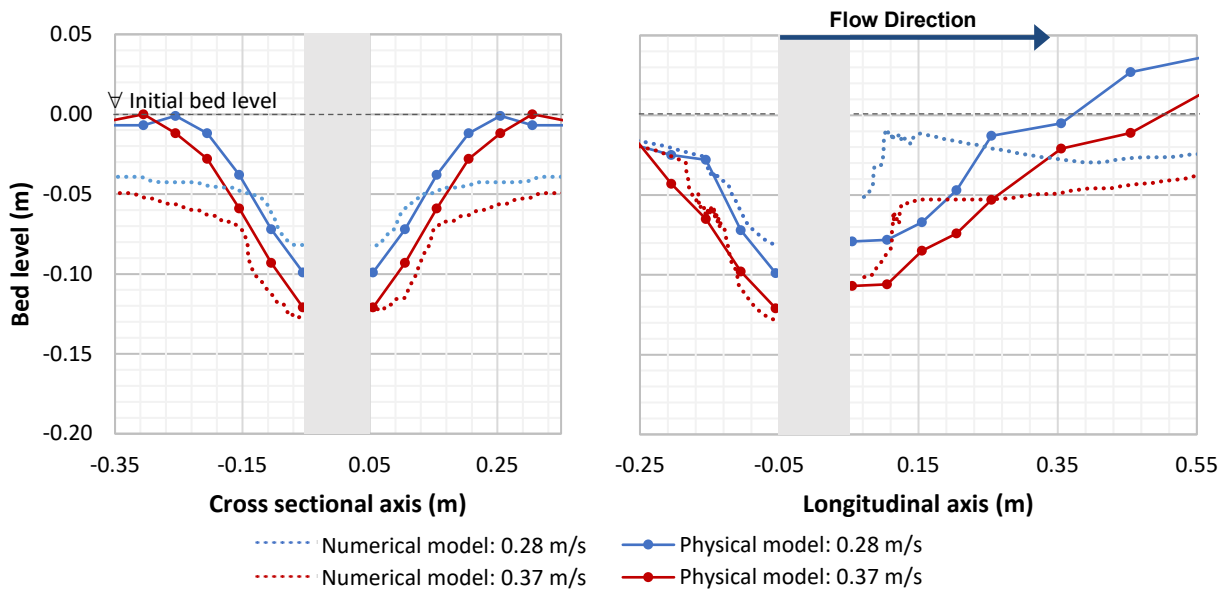 Flow Direction
0.05
0.00
-0.05
-0.10
-0.15
-0.20
Bed level (m)
∀ Initial bed level
-0.35 -0.15 0.05 0.25
-0.25 -0.05 0.15 0.35 0.55
Cross sectional axis (m)
Longitudinal axis (m)
Numerical model: 0.28 m/s
Physical model: 0.28 m/s
Numerical model: 0.37 m/s
Physical model: 0.37 m/s